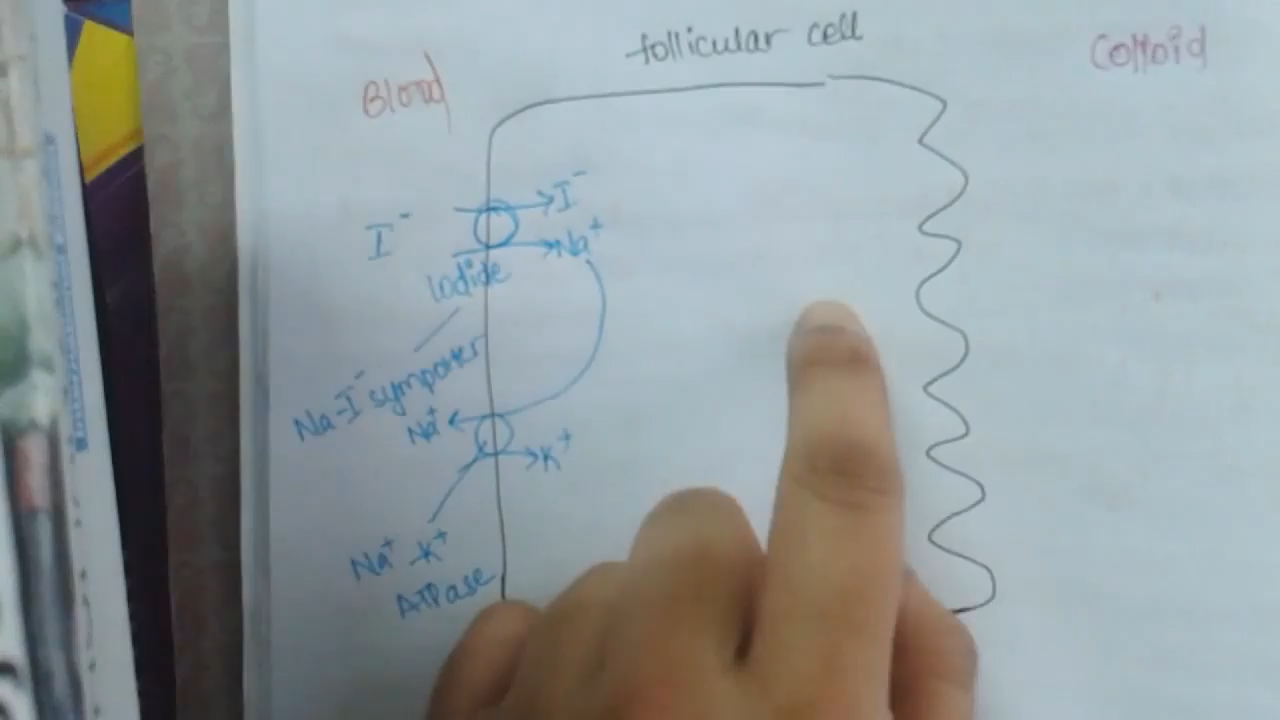 follicular cell
Blood
Colloid
I⁻
I⁻
Na⁺
Iodide
Na-I⁻ symporter
Na⁺
K⁺
Na⁺-K⁺
ATPase